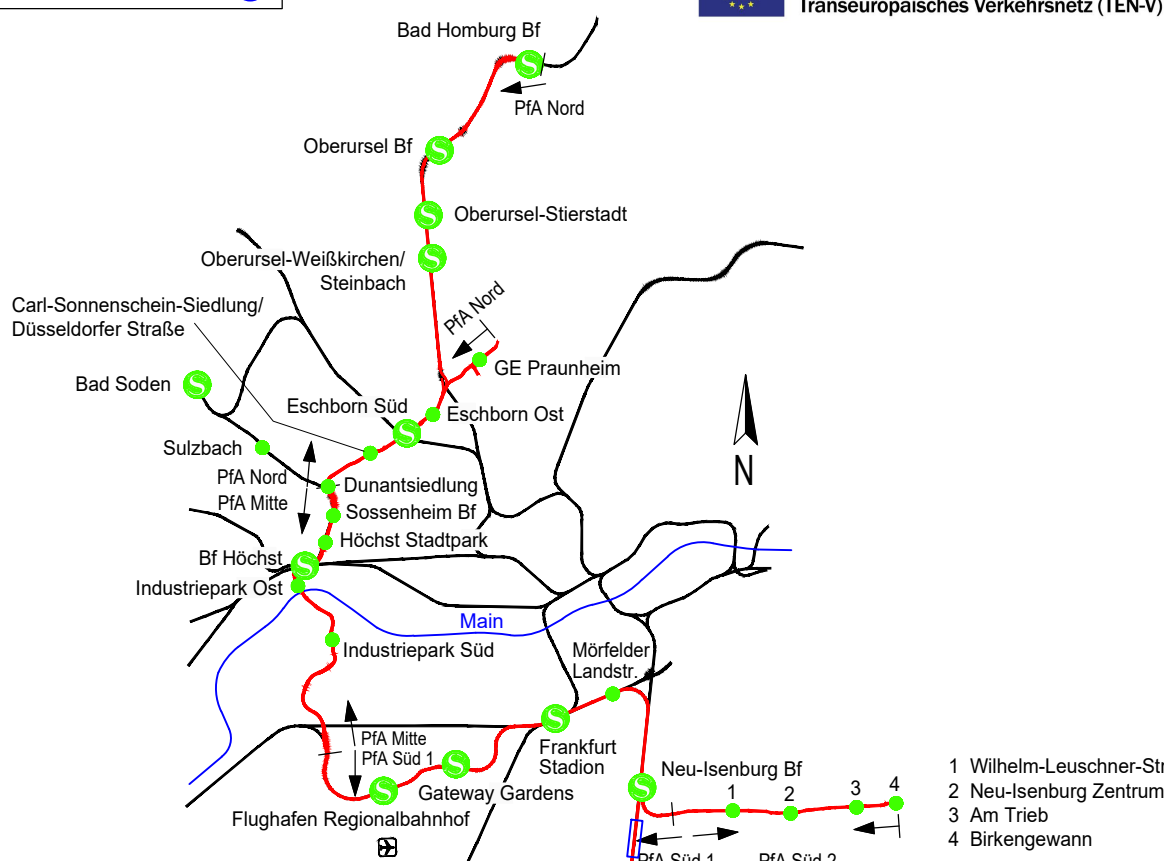 Transeuropäisches Verkehrsnetz (TEN-V)
Bad Homburg Bf
PfA Nord
Oberursel Bf
Oberursel-Stierstadt
Oberursel-Weißkirchen/
Steinbach
Carl-Sonnenschein-Siedlung/
Düsseldorfer Straße
PfA Nord
GE Praunheim
Bad Soden
Eschborn Süd
Eschborn Ost
Sulzbach
PfA Nord
PfA Mitte
Dunantsiedlung
Sossenheim Bf
Höchst Stadtpark
Bf Höchst
Industriepark Ost
N
Main
Industriepark Süd
Mörfelder
Landstr.
PfA Mitte
PfA Süd 1
Frankfurt
Stadion
Gateway Gardens
Flughafen Regionalbahnhof
Neu-Isenburg Bf
1
2
3
4
PfA Süd 1
PfA Süd 2
1 Wilhelm-Leuschner-Str
2 Neu-Isenburg Zentrum
3 Am Trieb
4 Birkengewann